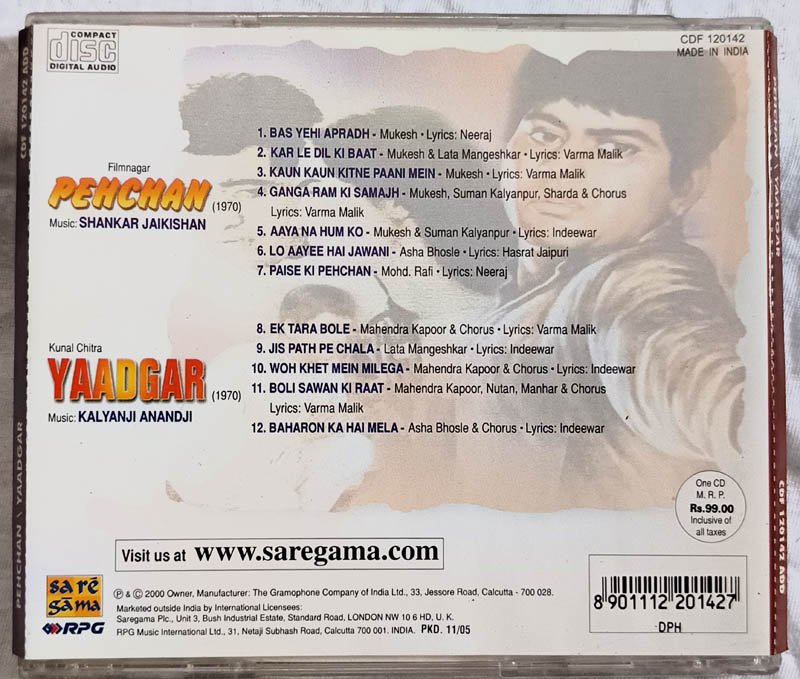 COMPACT
disc
DIGITAL AUDIO
CDF 120142
MADE IN INDIA
CDF 120142 ADD
PEHCHAN \ YAADGAR
Filmnagar
PEHCHAN (1970)
Music: SHANKAR JAIKISHAN
1. BAS YEHI APRADH - Mukesh • Lyrics: Neeraj
2. KAR LE DIL KI BAAT - Mukesh & Lata Mangeshkar • Lyrics: Varma Malik
3. KAUN KAUN KITNE PAANI MEIN - Mukesh • Lyrics: Varma Malik
4. GANGA RAM KI SAMAJH - Mukesh, Suman Kalyanpur, Sharda & Chorus
Lyrics: Varma Malik
5. AAYA NA HUM KO - Mukesh & Suman Kalyanpur • Lyrics: Indeewar
6. LO AAYEE HAI JAWANI - Asha Bhosle • Lyrics: Hasrat Jaipuri
7. PAISE KI PEHCHAN - Mohd. Rafi • Lyrics: Neeraj
Kunal Chitra
YAADGAR (1970)
Music: KALYANJI ANANDJI
8. EK TARA BOLE - Mahendra Kapoor & Chorus • Lyrics: Varma Malik
9. JIS PATH PE CHALA - Lata Mangeshkar • Lyrics: Indeewar
10. WOH KHET MEIN MILEGA - Mahendra Kapoor & Chorus • Lyrics: Indeewar
11. BOLI SAWAN KI RAAT - Mahendra Kapoor, Nutan, Manhar & Chorus
Lyrics: Varma Malik
12. BAHARON KA HAI MELA - Asha Bhosle & Chorus • Lyrics: Indeewar
One CD
M. R. P.
Rs.99.00
Inclusive of
all taxes
Visit us at www.saregama.com
sa rē
gāma
RPG
℗ & © 2000 Owner, Manufacturer: The Gramophone Company of India Ltd., 33, Jessore Road, Calcutta - 700 028.
Marketed outside India by International Licensees:
Saregama Plc., Unit 3, Bush Industrial Estate, Standard Road, LONDON NW 10 6 HD, U. K.
RPG Music International Ltd., 31, Netaji Subhash Road, Calcutta 700 001. INDIA. PKD. 11/05
8 901112 201427
DPH
PEHCHAN \ YAADGAR
CDF 120142 ADD